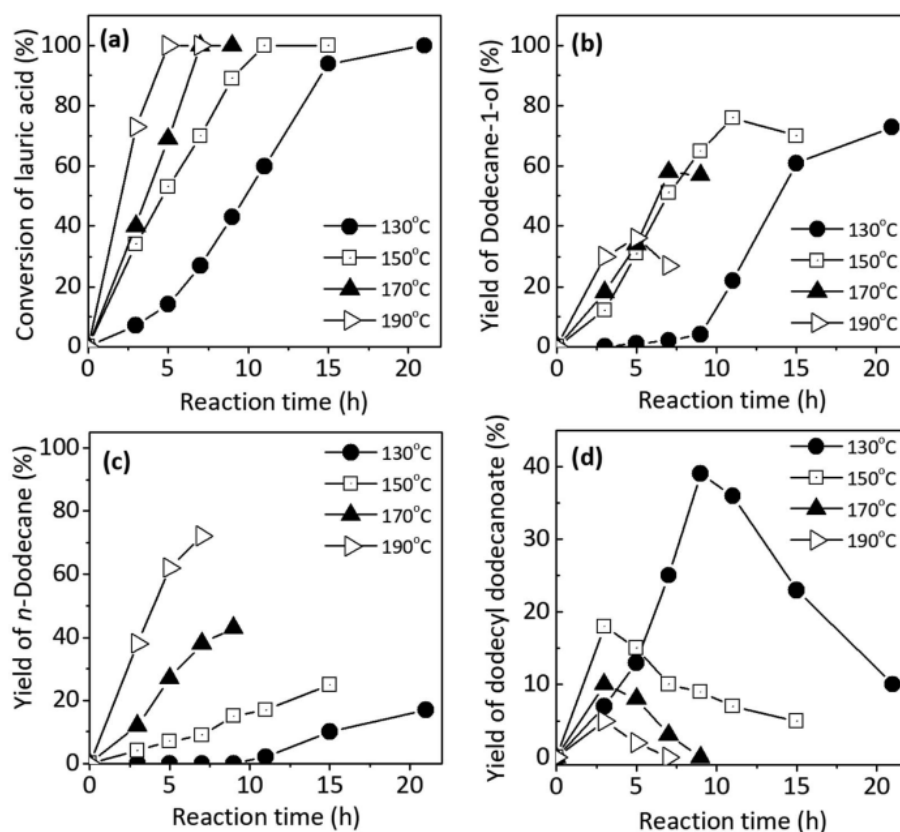 (a)
Conversion of lauric acid (%)
100
80
60
40
20
0
130°C
150°C
170°C
190°C
0 5 10 15 20
Reaction time (h)
(b)
Yield of Dodecane-1-ol (%)
100
80
60
40
20
0
130°C
150°C
170°C
190°C
0 5 10 15 20
Reaction time (h)
(c)
Yield of n-Dodecane (%)
100
80
60
40
20
0
130°C
150°C
170°C
190°C
0 5 10 15 20
Reaction time (h)
(d)
Yield of dodecyl dodecanoate (%)
40
30
20
10
0
130°C
150°C
170°C
190°C
0 5 10 15 20
Reaction time (h)